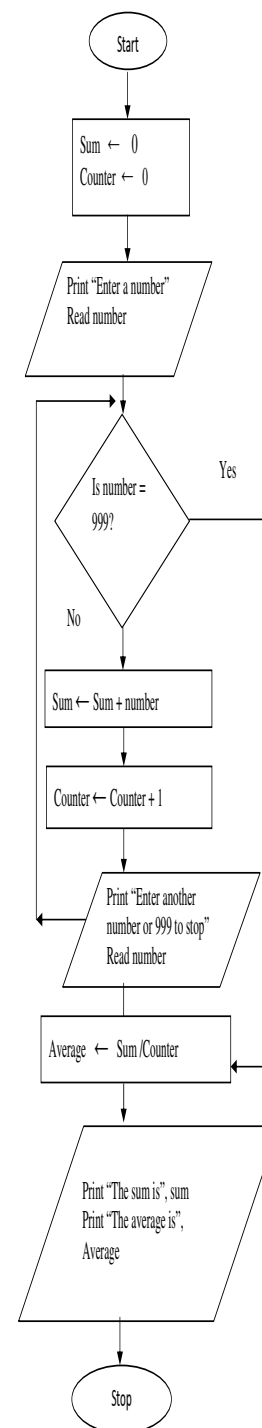 Start
Sum ← 0
Counter ← 0
Print “Enter a number”
Read number
Is number =
999?
Yes
No
Sum ← Sum + number
Counter ← Counter + 1
Print “Enter another
number or 999 to stop”
Read number
Average ← Sum /Counter
Print “The sum is”, sum
Print “The average is”,
Average
Stop